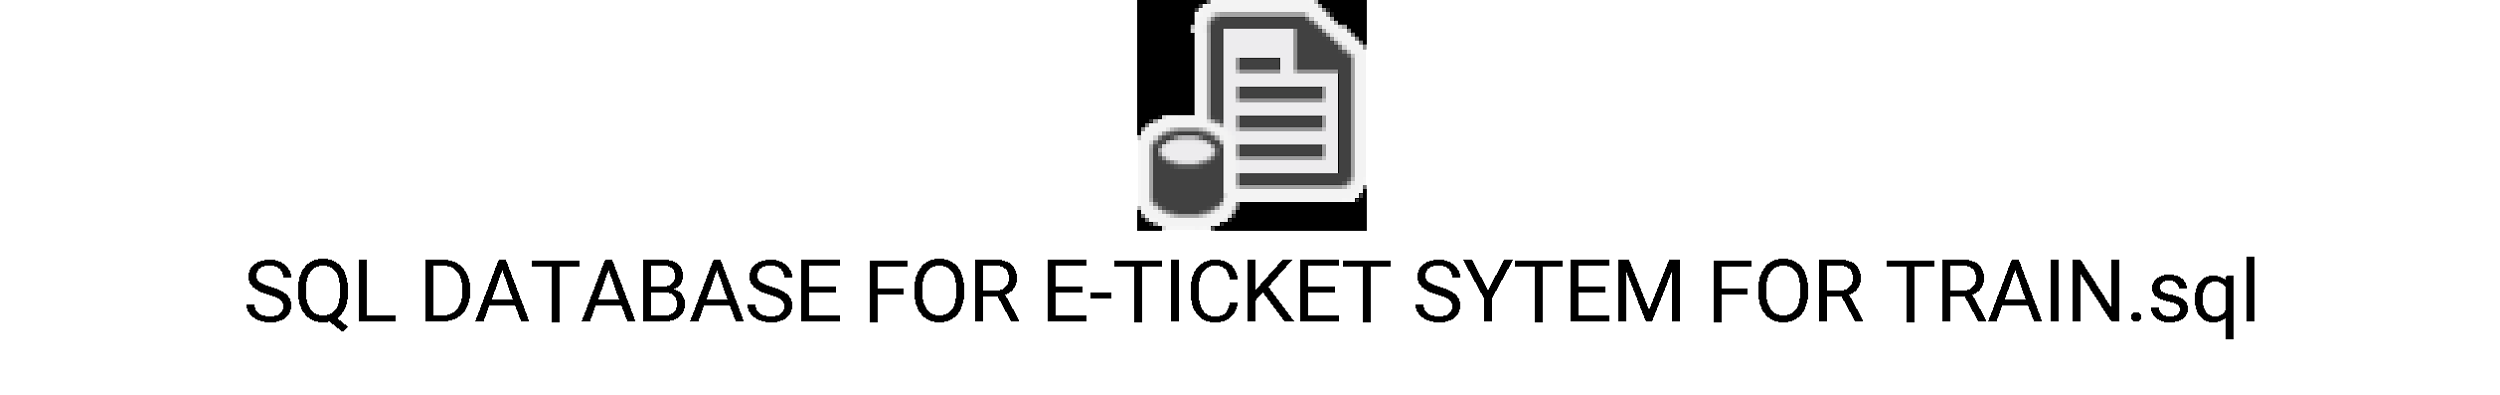 SQL DATABASE FOR E-TICKET SYTEM FOR TRAIN.sql